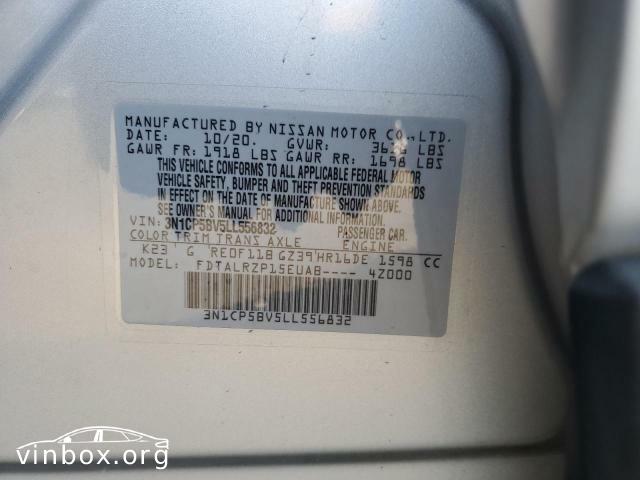 MANUFACTURED BY NISSAN MOTOR CO., LTD.
DATE: 10/20. GVWR: LBS
GAWR FR: 1918 LBS GAWR RR: 1698 LBS
THIS VEHICLE CONFORMS TO ALL APPLICABLE FEDERAL MOTOR
VEHICLE SAFETY, BUMPER AND THEFT PREVENTION STANDARDS
IN EFFECT ON THE DATE OF MANUFACTURE SHOWN ABOVE.
SEE OWNER'S MANUAL FOR ADDITIONAL INFORMATION.
VIN: 3N1CP5BV5LL556832 PASSENGER CAR.
COLOR TRIM TRANS AXLE ENGINE
K23 G RE0F11B GZ39 HR16DE 1598 CC
MODEL: FDTALRZP15EUAB---- 4Z000
3N1CP5BV5LL556832
vinbox.org